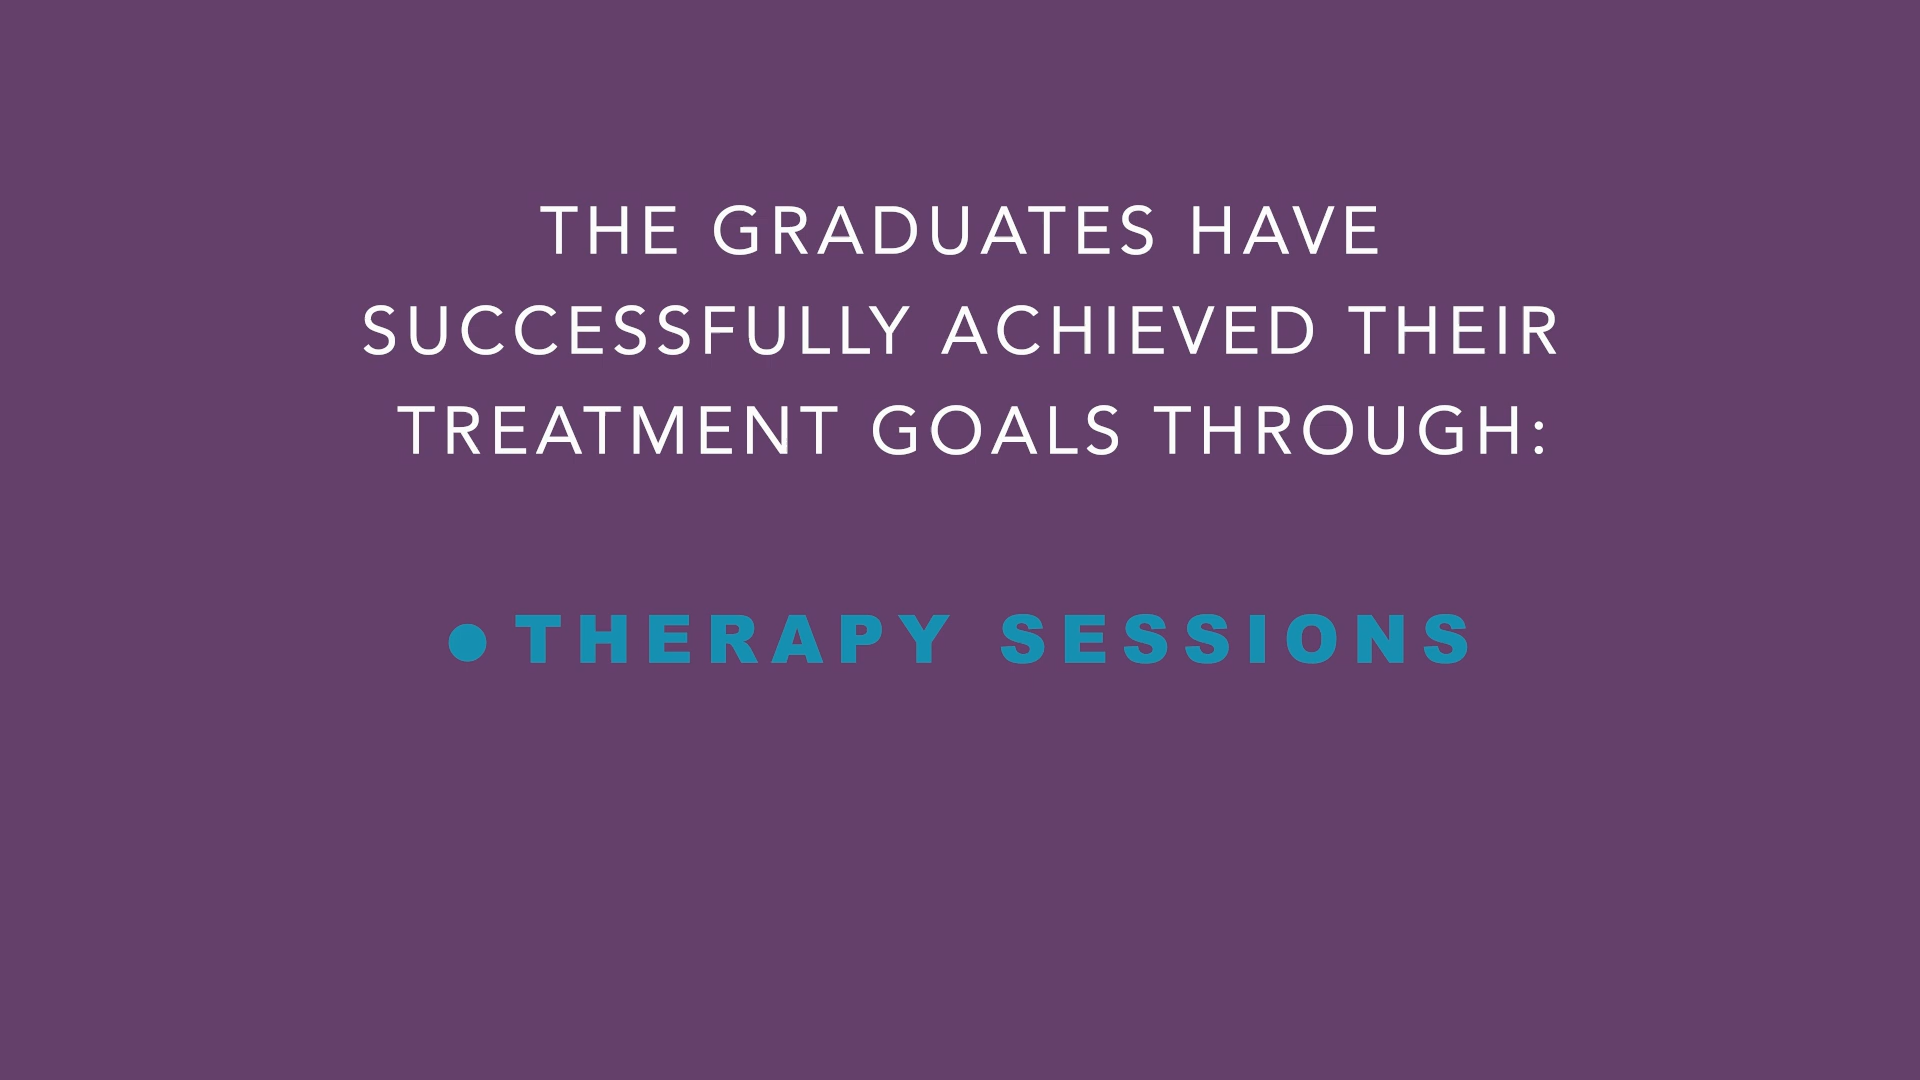 THE GRADUATES HAVE
SUCCESSFULLY ACHIEVED THEIR
TREATMENT GOALS THROUGH:
●THERAPY SESSIONS